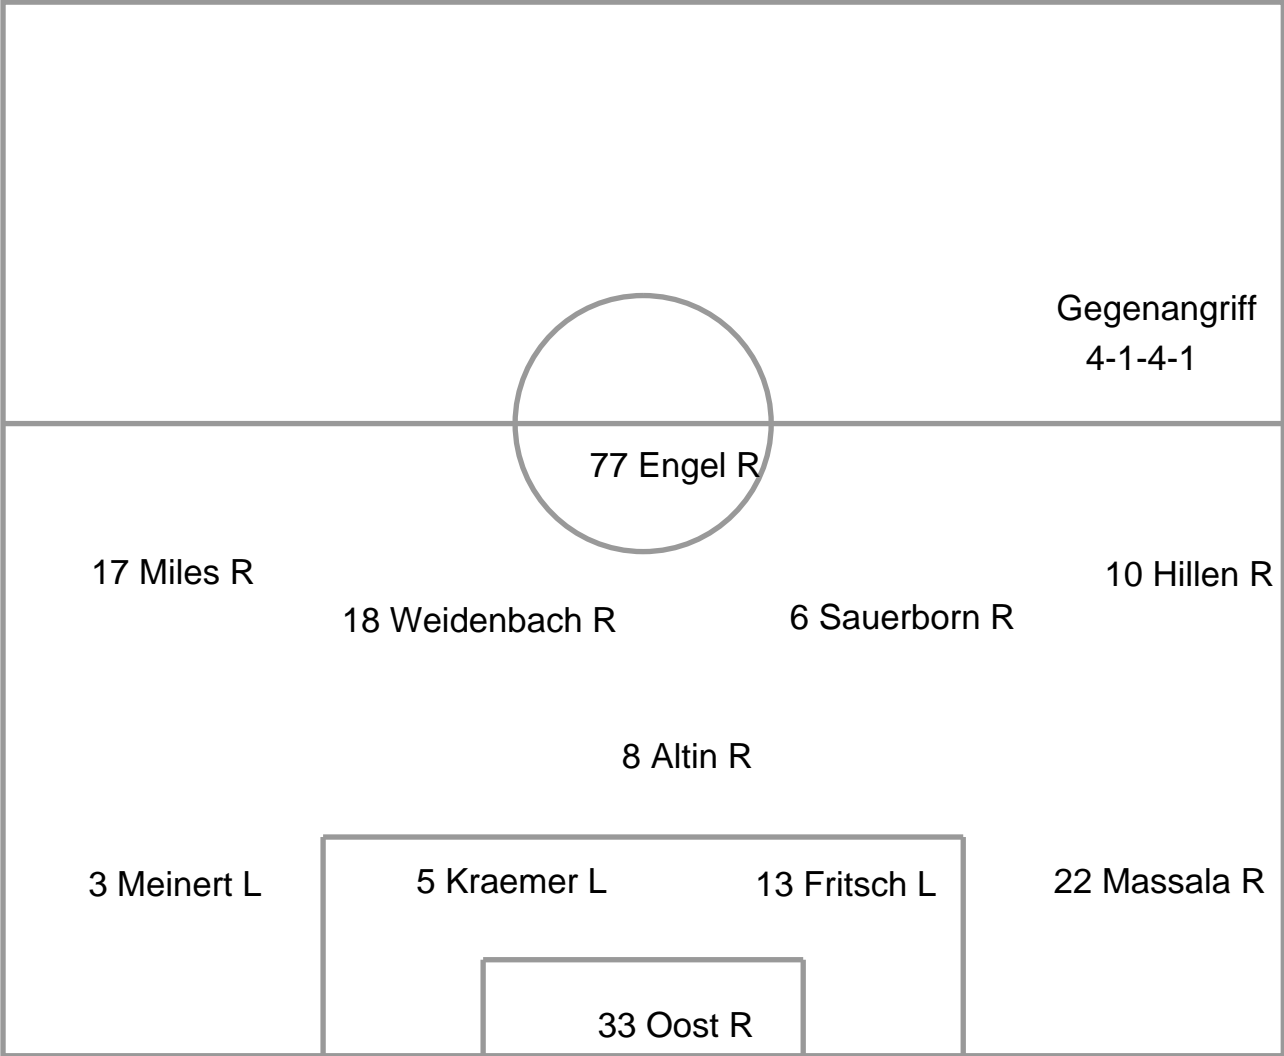 Gegenangriff
4-1-4-1
77 Engel R
17 Miles R
10 Hillen R
18 Weidenbach R
6 Sauerborn R
8 Altin R
3 Meinert L
5 Kraemer L
13 Fritsch L
22 Massala R
33 Oost R